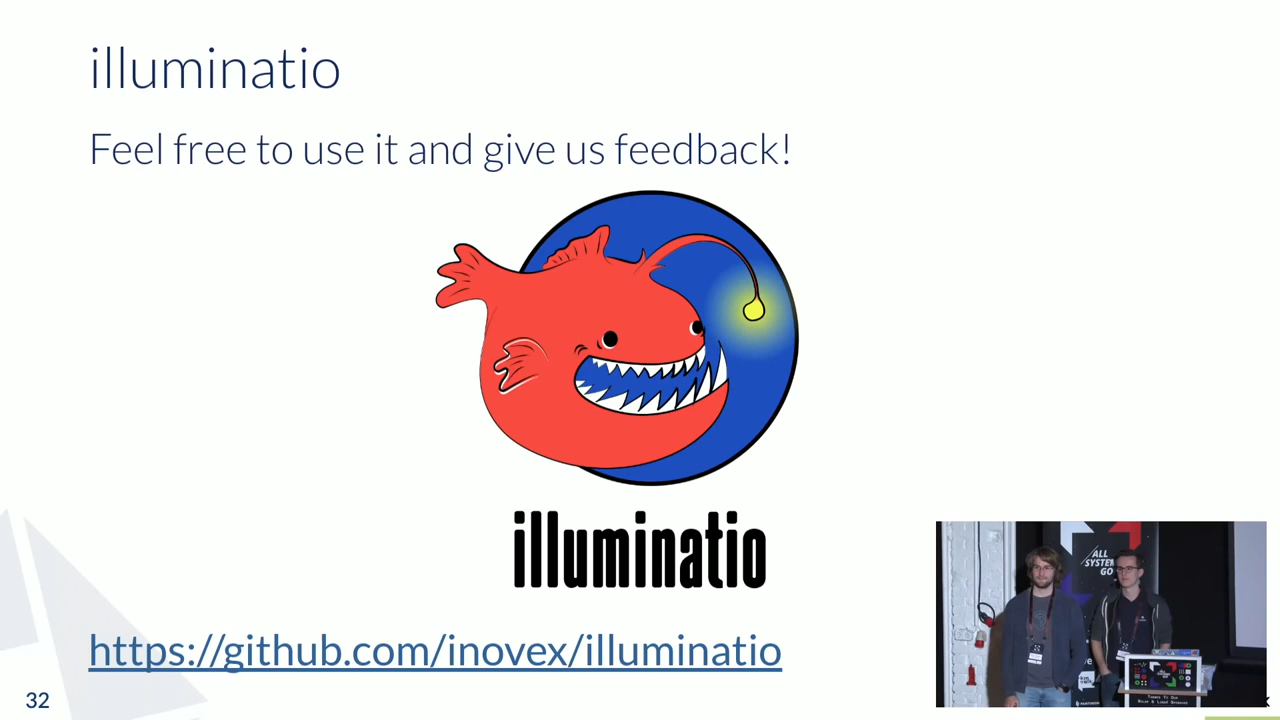 illuminatio
Feel free to use it and give us feedback!
illuminatio
https://github.com/inovex/illuminatio
32
ALL
SYSTEMS
GO